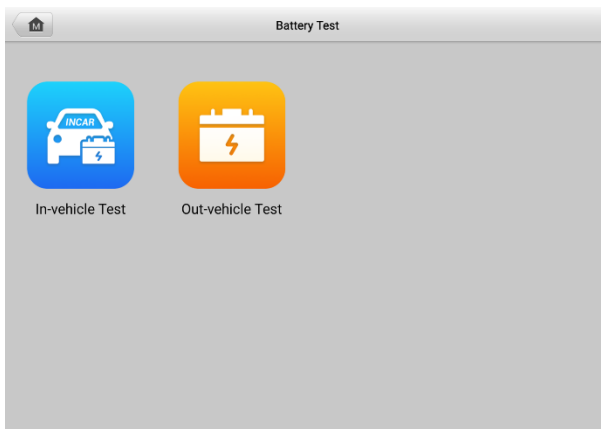 M
Battery Test
INCAR
In-vehicle Test
Out-vehicle Test